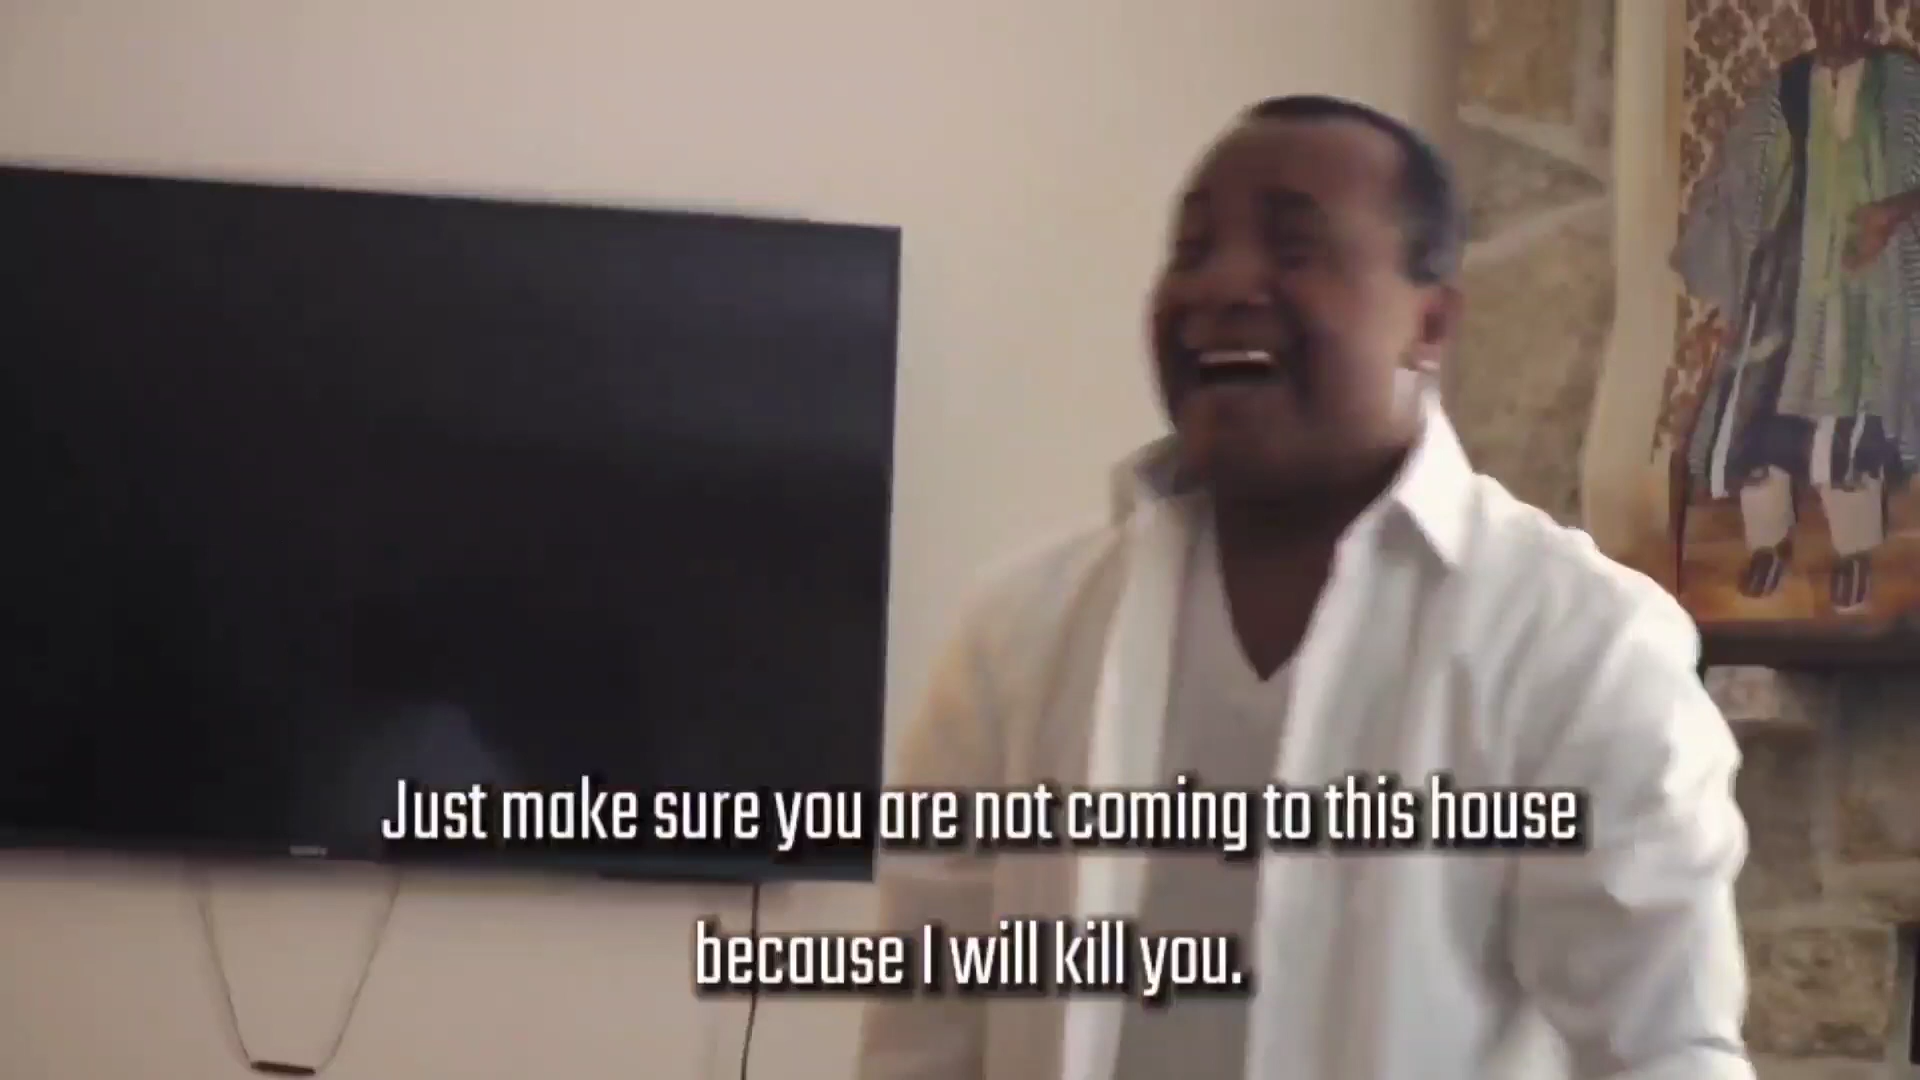 Just make sure you are not coming to this house
because I will kill you.